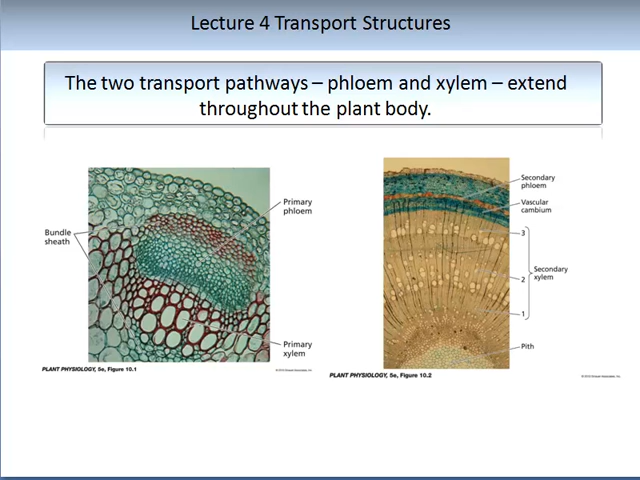 Lecture 4 Transport Structures
The two transport pathways – phloem and xylem – extend
throughout the plant body.
Primary
phloem
Bundle
sheath
Primary
xylem
PLANT PHYSIOLOGY, 5e, Figure 10.1
Secondary
phloem
Vascular
cambium
3
Secondary
xylem
2
1
Pith
PLANT PHYSIOLOGY, 5e, Figure 10.2